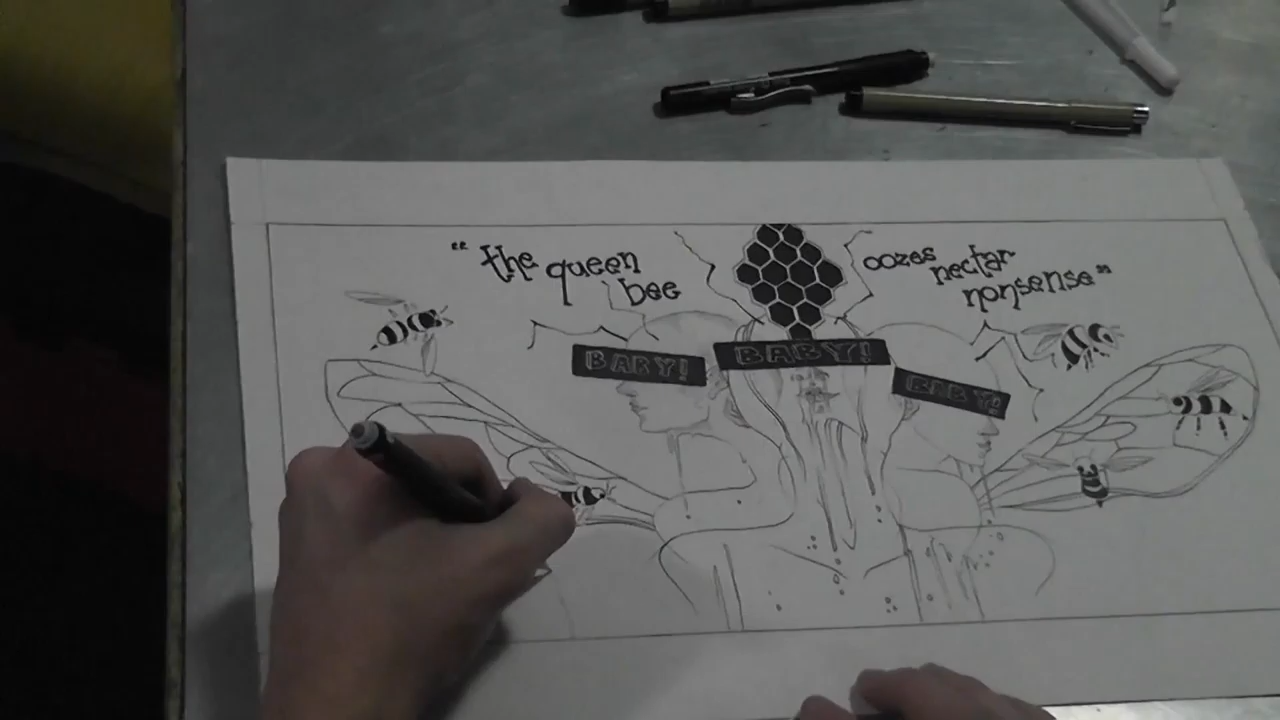 "the queen
bee
oozes
nectar
nonsense"
BABY!
BABY!
BABY!